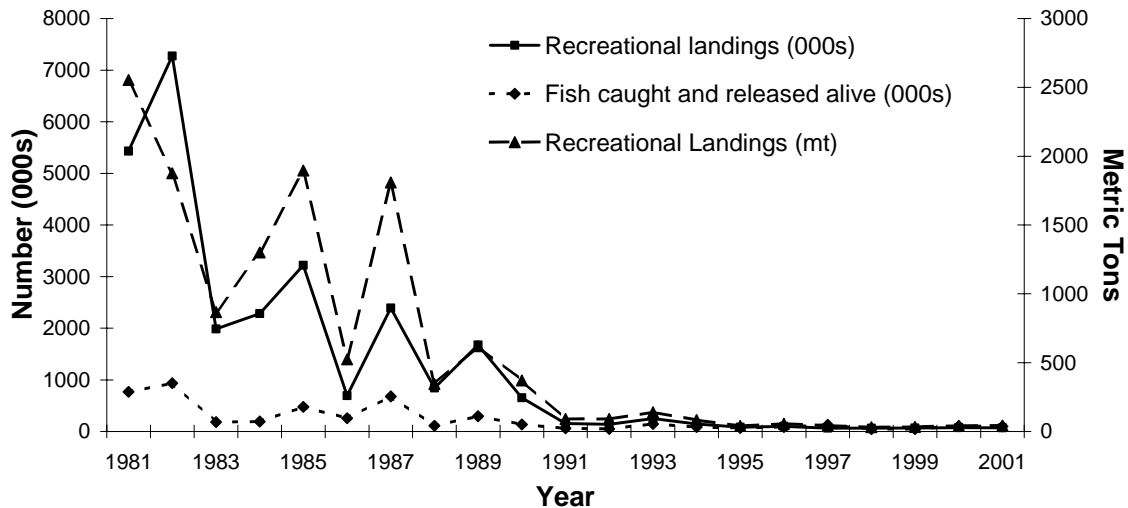 8000
7000
6000
5000
4000
3000
2000
1000
0
Number (000s)
Recreational landings (000s)
Fish caught and released alive (000s)
Recreational Landings (mt)
3000
2500
2000
1500
1000
500
0
Metric Tons
1981 1983 1985 1987 1989 1991 1993 1995 1997 1999 2001
Year